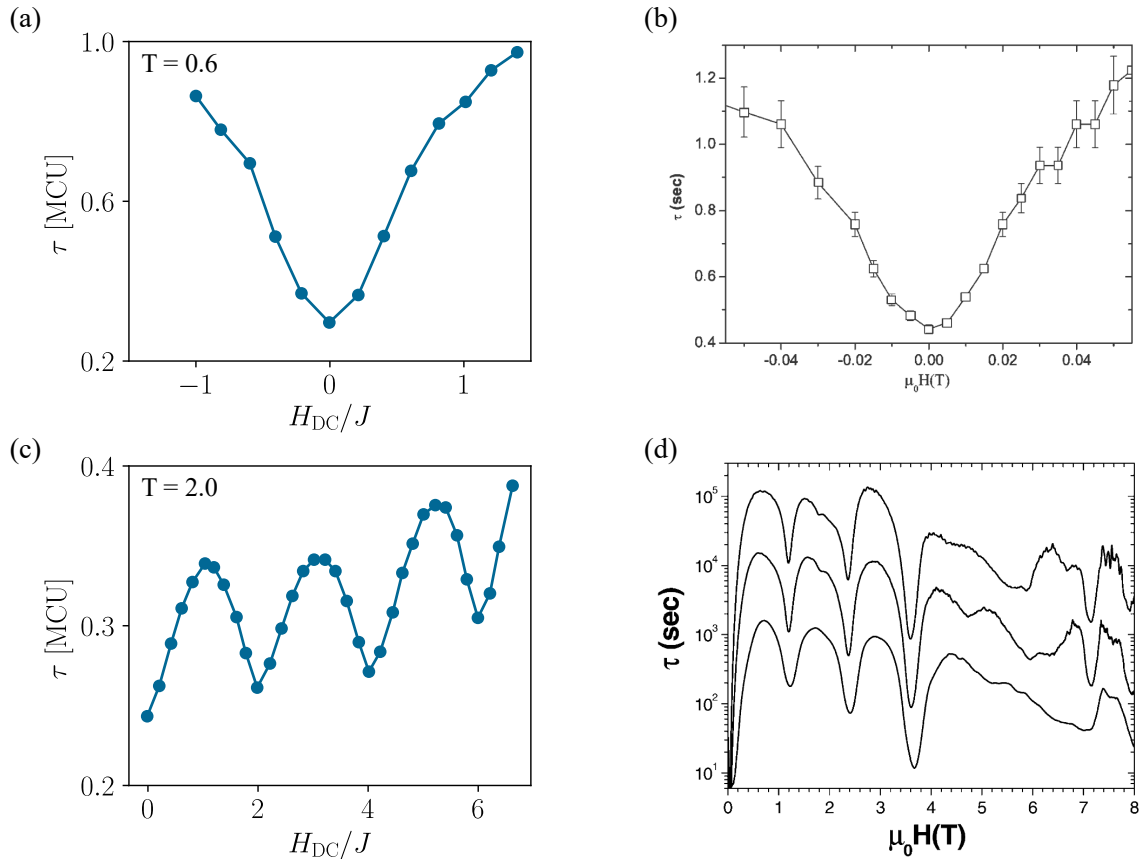 (a)
1.0
T = 0.6
0.6
0.2
τ [MCU]
−1 0 1
H_DC/J
(b)
1.2
1.0
0.8
0.6
0.4
τ (sec)
-0.04 -0.02 0.00 0.02 0.04
μ₀H(T)
(c)
0.4
T = 2.0
0.3
0.2
τ [MCU]
0 2 4 6
H_DC/J
(d)
10⁵
10⁴
10³
10²
10¹
τ (sec)
0 1 2 3 4 5 6 7 8
μ₀H(T)